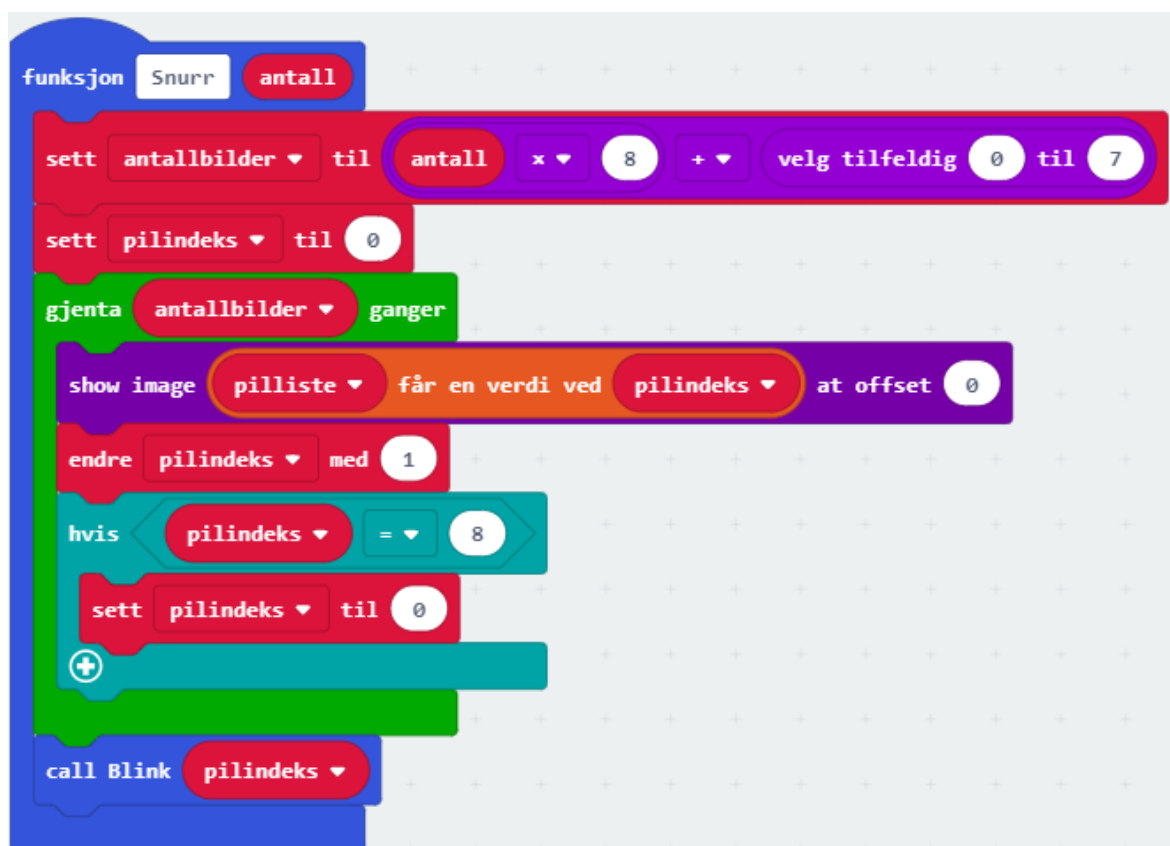 funksjon Snurr antall
sett antallbilder til antall x 8 + velg tilfeldig 0 til 7
sett pilindeks til 0
gjenta antallbilder ganger
show image pilliste får en verdi ved pilindeks at offset 0
endre pilindeks med 1
hvis pilindeks = 8
sett pilindeks til 0
call Blink pilindeks